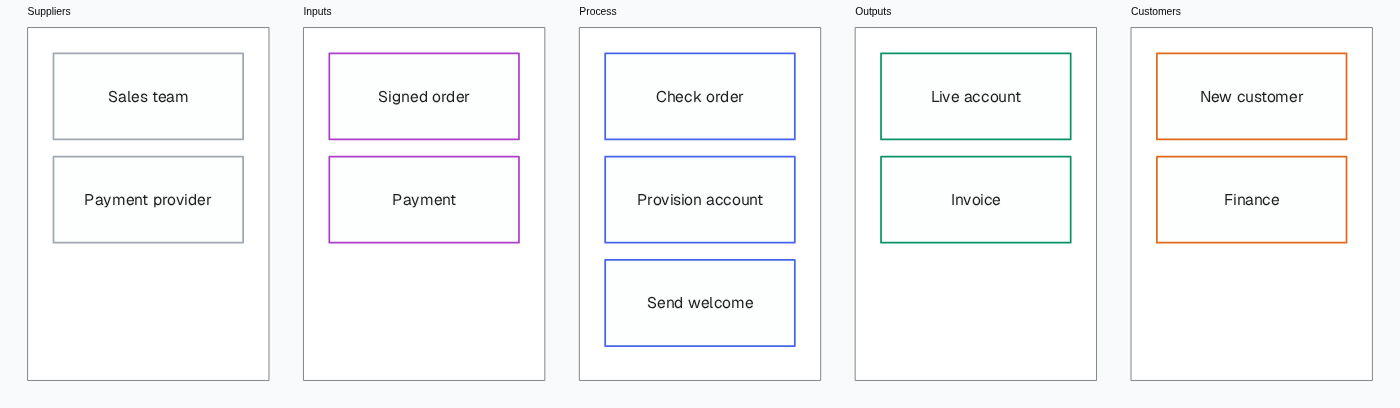 Suppliers
Sales team
Payment provider
Inputs
Signed order
Payment
Process
Check order
Provision account
Send welcome
Outputs
Live account
Invoice
Customers
New customer
Finance